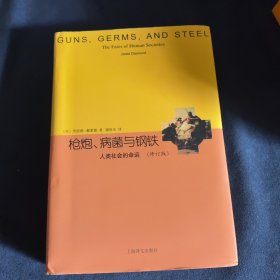 GUNS, GERMS, AND STEEL
The Fates of Human Societies
Jared Diamond
枪炮、病菌与钢铁
人类社会的命运 (修订版)
上海译文出版社